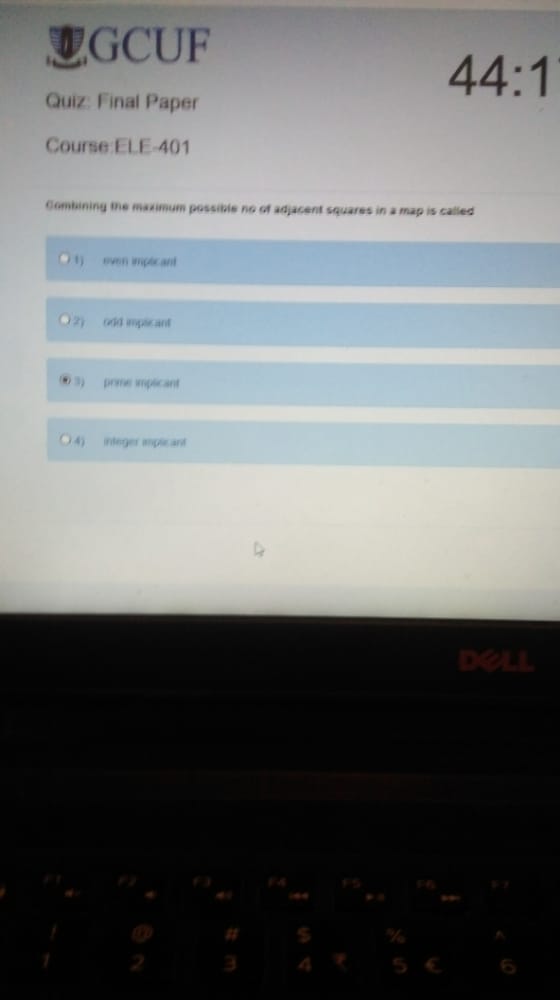 GCUF
44:1
Quiz: Final Paper
Course:ELE-401
Combining the maximum possible no of adjacent squares in a map is called
1) even implicant
2) odd implicant
3) prime implicant
4) integer implicant
DELL
F1 F2 F3 F4 F5 F6 F7
! @ # $ % ^
1 2 3 4 ₹ 5 € 6